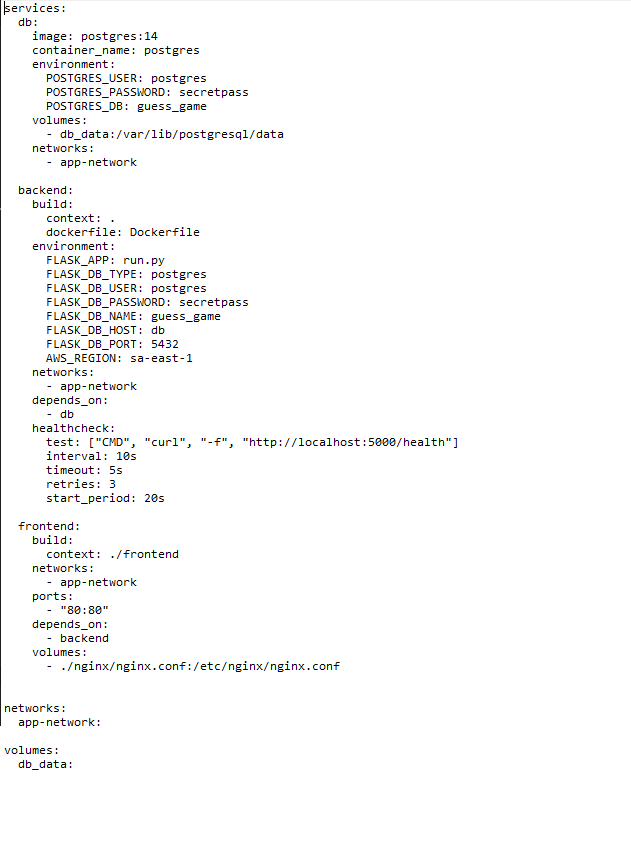 services:
  db:
    image: postgres:14
    container_name: postgres
    environment:
      POSTGRES_USER: postgres
      POSTGRES_PASSWORD: secretpass
      POSTGRES_DB: guess_game
    volumes:
      - db_data:/var/lib/postgresql/data
    networks:
      - app-network

  backend:
    build:
      context: .
      dockerfile: Dockerfile
    environment:
      FLASK_APP: run.py
      FLASK_DB_TYPE: postgres
      FLASK_DB_USER: postgres
      FLASK_DB_PASSWORD: secretpass
      FLASK_DB_NAME: guess_game
      FLASK_DB_HOST: db
      FLASK_DB_PORT: 5432
      AWS_REGION: sa-east-1
    networks:
      - app-network
    depends_on:
      - db
    healthcheck:
      test: ["CMD", "curl", "-f", "http://localhost:5000/health"]
      interval: 10s
      timeout: 5s
      retries: 3
      start_period: 20s

  frontend:
    build:
      context: ./frontend
    networks:
      - app-network
    ports:
      - "80:80"
    depends_on:
      - backend
    volumes:
      - ./nginx/nginx.conf:/etc/nginx/nginx.conf


networks:
  app-network:

volumes:
  db_data: